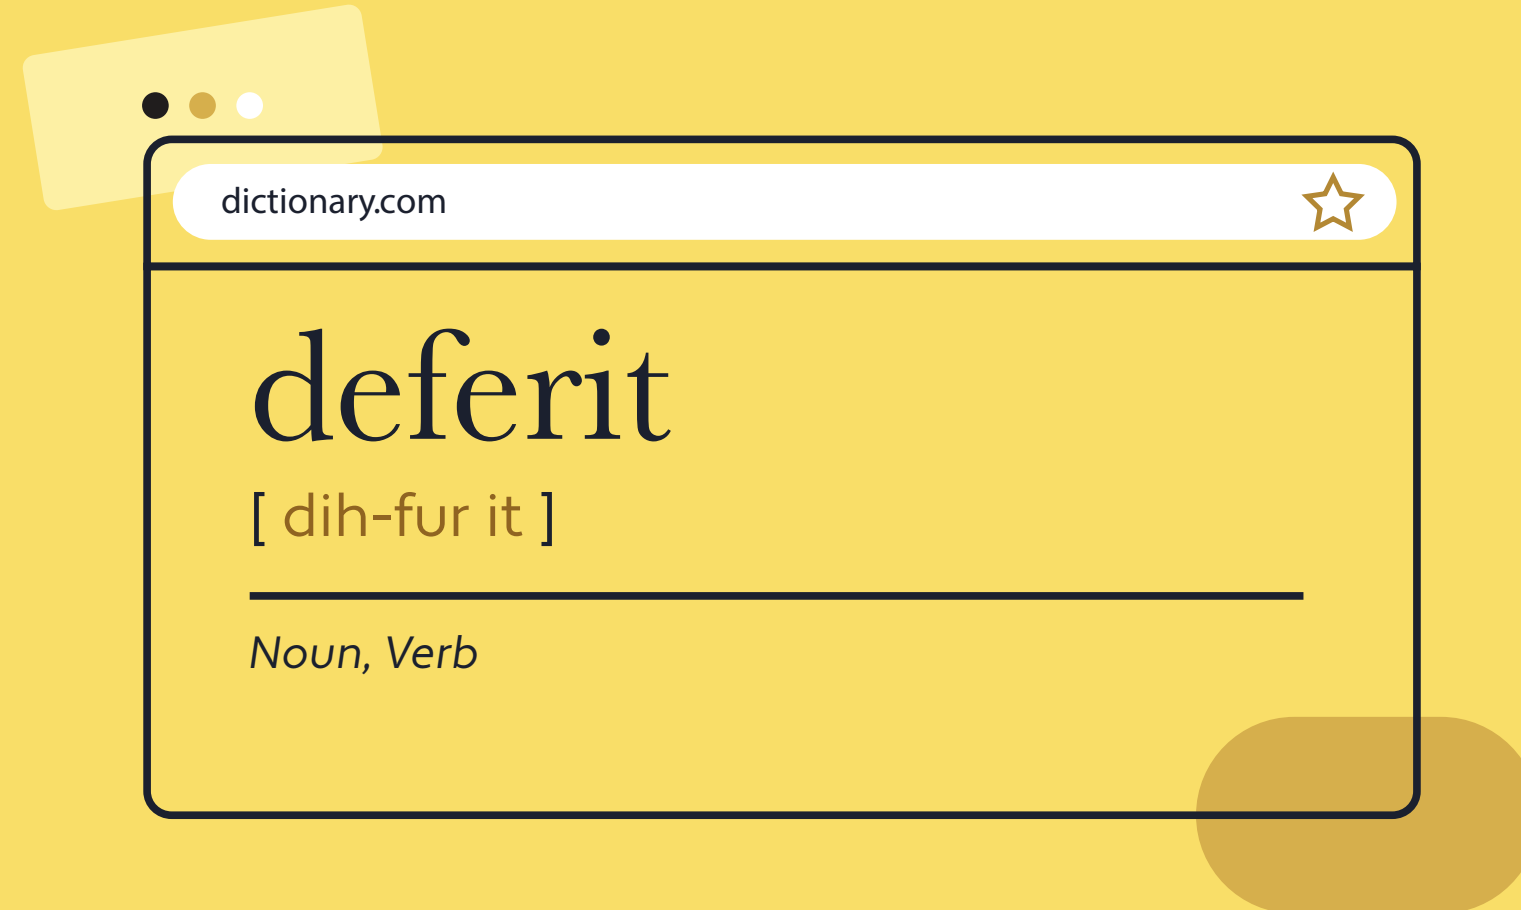 dictionary.com
deferit
[ dih-fur it ]
Noun, Verb